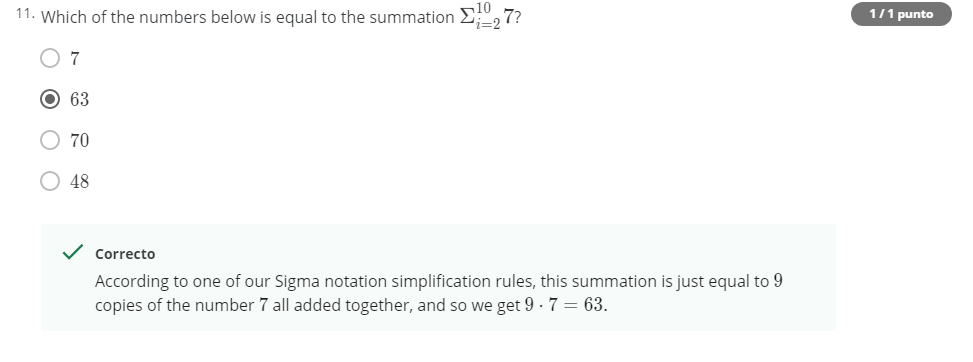 11. Which of the numbers below is equal to the summation $\Sigma_{i=2}^{10} 7$?
1 / 1 punto
7
63
70
48
Correcto
According to one of our Sigma notation simplification rules, this summation is just equal to 9
copies of the number 7 all added together, and so we get 9 · 7 = 63.